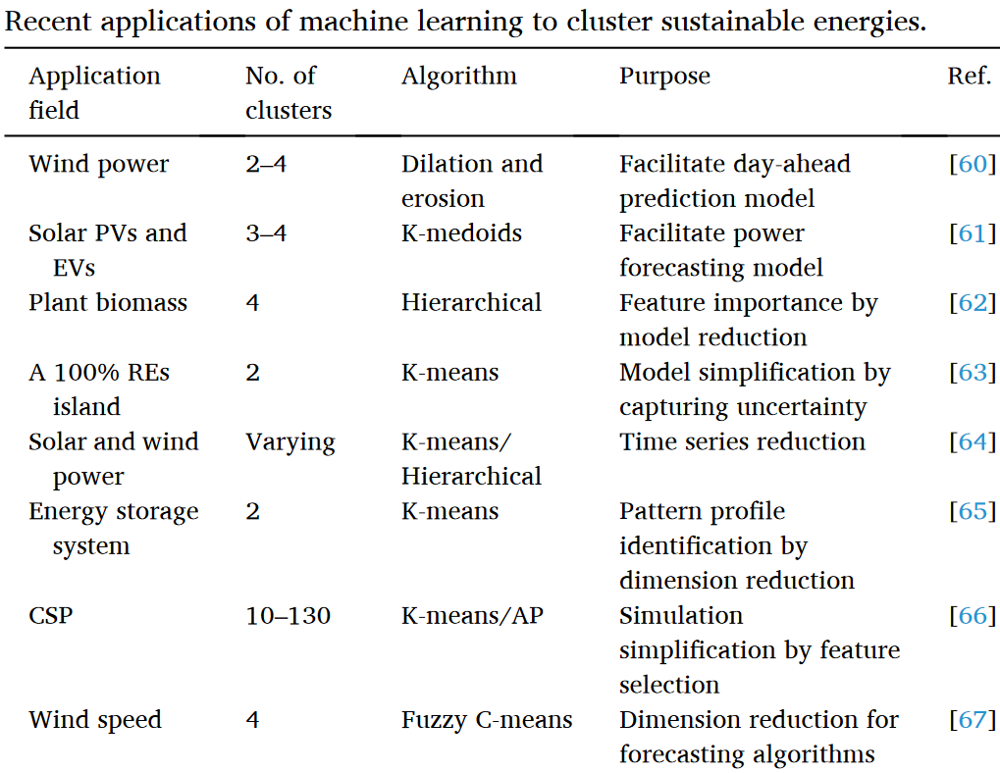 Recent applications of machine learning to cluster sustainable energies.
Application field No. of clusters Algorithm Purpose Ref.
Wind power 2–4 Dilation and erosion Facilitate day-ahead prediction model [60]
Solar PVs and EVs 3–4 K-medoids Facilitate power forecasting model [61]
Plant biomass 4 Hierarchical Feature importance by model reduction [62]
A 100% REs island 2 K-means Model simplification by capturing uncertainty [63]
Solar and wind power Varying K-means/ Hierarchical Time series reduction [64]
Energy storage system 2 K-means Pattern profile identification by dimension reduction [65]
CSP 10–130 K-means/AP Simulation simplification by feature selection [66]
Wind speed 4 Fuzzy C-means Dimension reduction for forecasting algorithms [67]